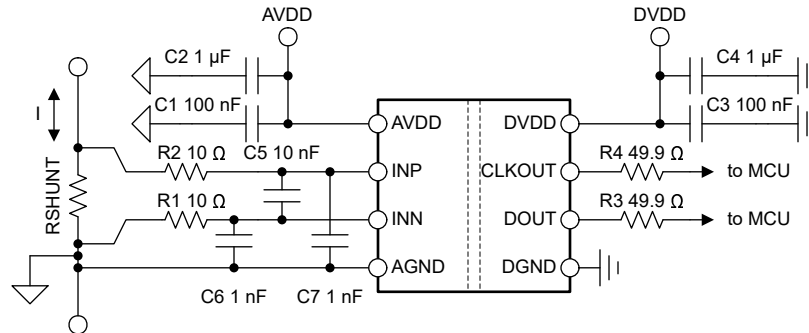 AVDD
DVDD
C2 1 µF
C4 1 µF
C1 100 nF
C3 100 nF
I
AVDD
DVDD
R2 10 Ω
C5 10 nF
INP
CLKOUT
R4 49.9 Ω
to MCU
RSHUNT
R1 10 Ω
INN
DOUT
R3 49.9 Ω
to MCU
AGND
DGND
C6 1 nF
C7 1 nF